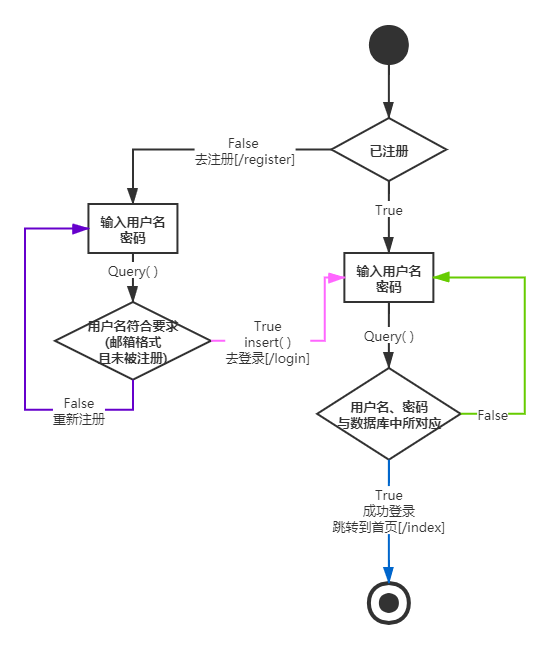 已注册
False
去注册[/register]
True
输入用户名
密码
Query( )
用户名符合要求
(邮箱格式
且未被注册)
True
insert( )
去登录[/login]
False
重新注册
输入用户名
密码
Query( )
用户名、密码
与数据库中所对应
False
True
成功登录
跳转到首页[/index]